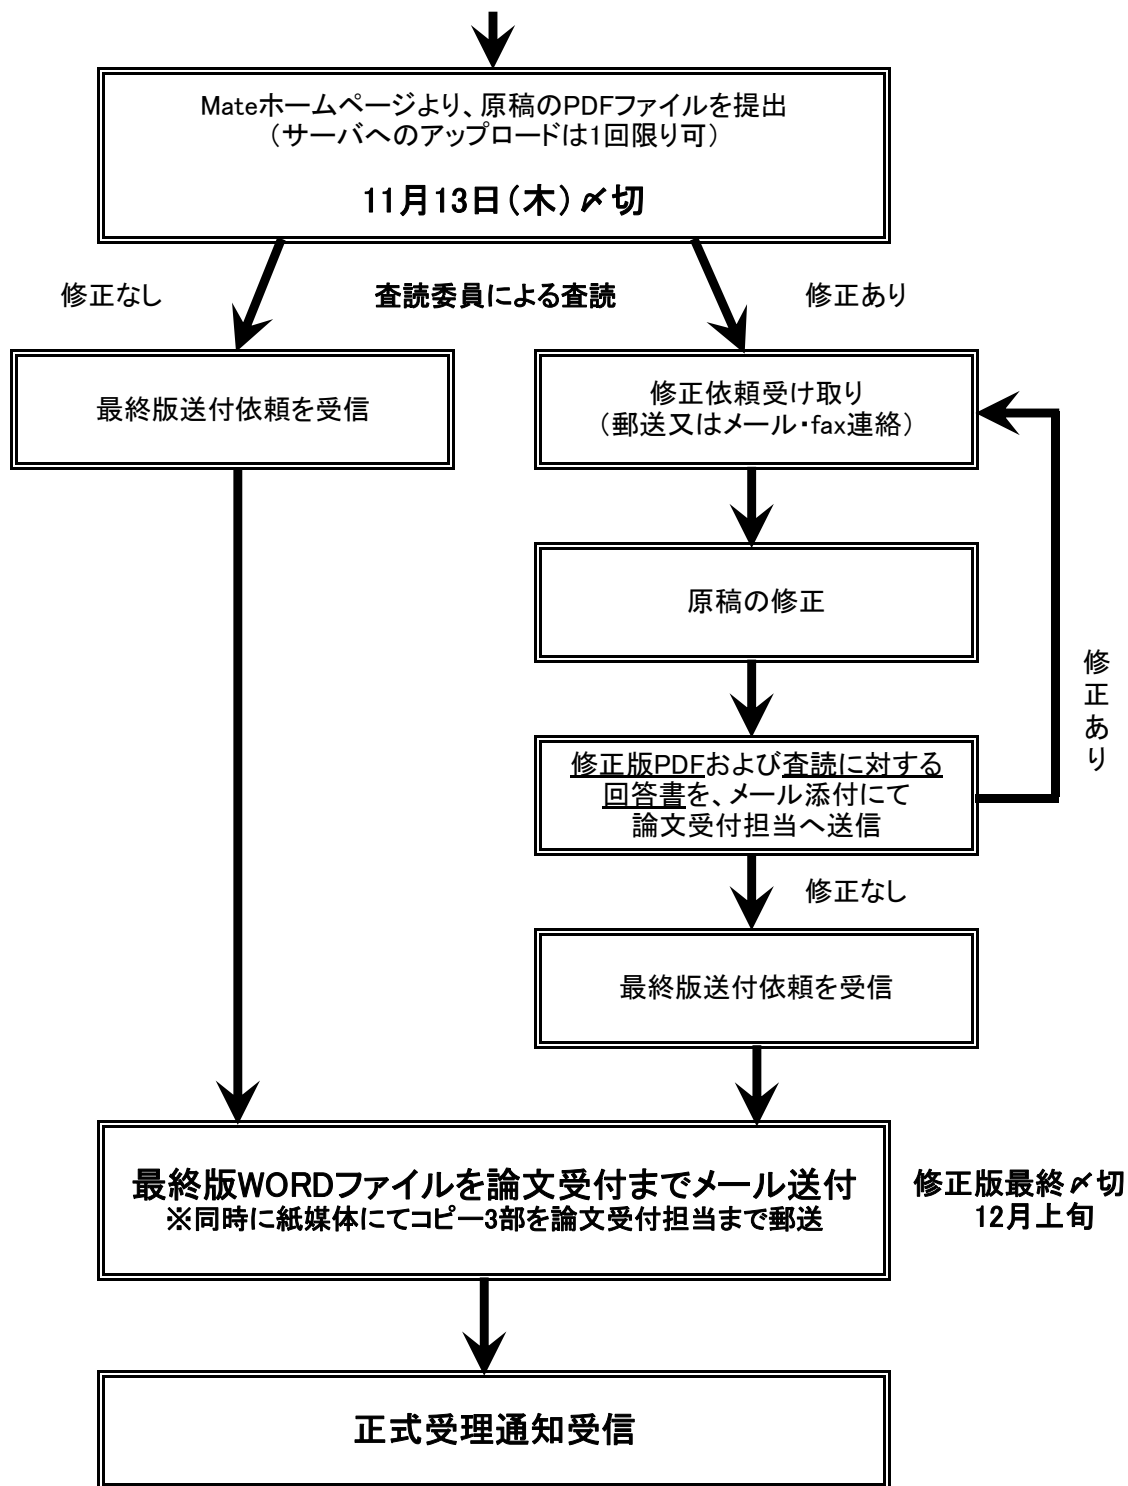 Mateホームページより、原稿のPDFファイルを提出
（サーバへのアップロードは1回限り可）
11月13日（木）〆切
修正なし
査読委員による査読
修正あり
最終版送付依頼を受信
修正依頼受け取り
（郵送又はメール・fax連絡）
原稿の修正
修正あり
修正版PDFおよび査読に対する
回答書を、メール添付にて
論文受付担当へ送信
修正なし
最終版送付依頼を受信
最終版WORDファイルを論文受付までメール送付
※同時に紙媒体にてコピー3部を論文受付担当まで郵送
修正版最終〆切
12月上旬
正式受理通知受信